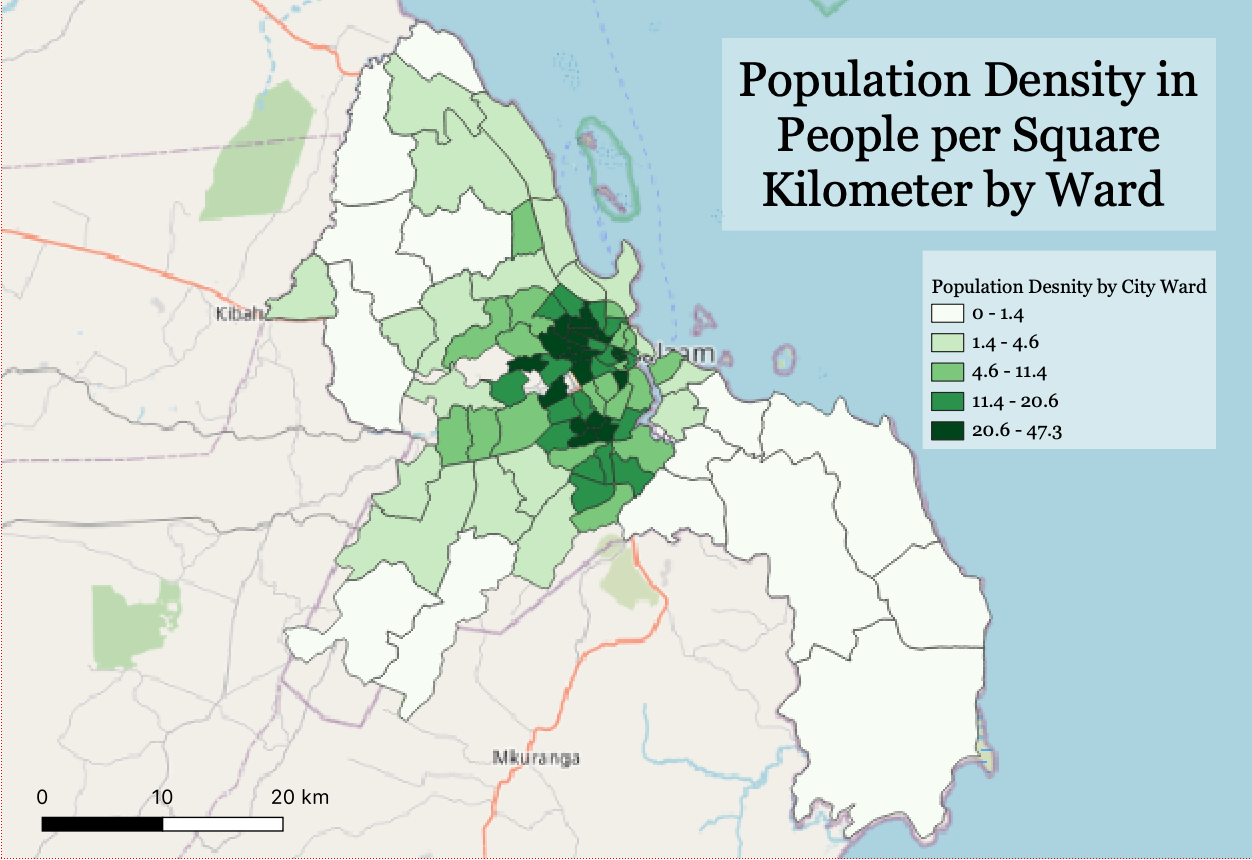 Population Density in
People per Square
Kilometer by Ward
Population Desnity by City Ward
0 - 1.4
1.4 - 4.6
4.6 - 11.4
11.4 - 20.6
20.6 - 47.3
Kibaha
Mkuranga
0 10 20 km